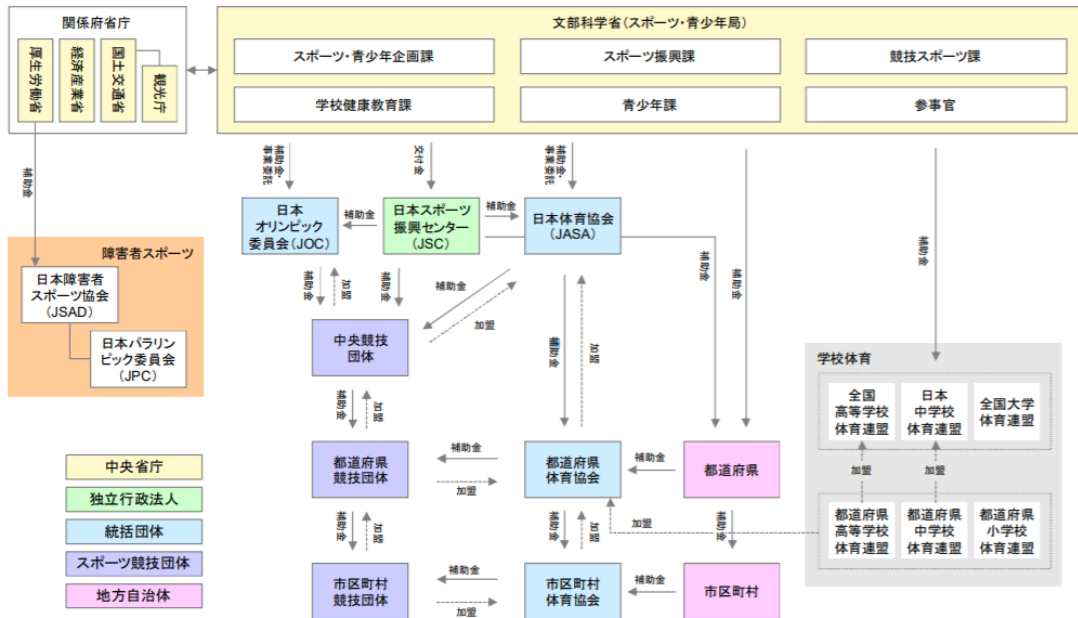 関係府省庁
厚生労働省
経済産業省
国土交通省
観光庁
文部科学省(スポーツ・青少年局)
スポーツ・青少年企画課
スポーツ振興課
競技スポーツ課
学校健康教育課
青少年課
参事官
補助金
補助金・
事業委託
交付金
補助金・
事業委託
補助金
補助金
日本
オリンピック
委員会(JOC)
補助金
日本スポーツ
振興センター
(JSC)
補助金
日本体育協会
(JASA)
補助金
障害者スポーツ
日本障害者
スポーツ協会
(JSAD)
日本パラリン
ピック委員会
(JPC)
補助金
加盟
補助金
補助金
加盟
中央競技
団体
補助金
加盟
補助金
加盟
学校体育
全国
高等学校
体育連盟
日本
中学校
体育連盟
全国大学
体育連盟
加盟
加盟
都道府県
高等学校
体育連盟
都道府県
中学校
体育連盟
都道府県
小学校
体育連盟
都道府県
競技団体
補助金
加盟
都道府県
体育協会
補助金
都道府県
加盟
補助金
加盟
補助金
加盟
補助金
市区町村
競技団体
補助金
加盟
市区町村
体育協会
補助金
市区町村
中央省庁
独立行政法人
統括団体
スポーツ競技団体
地方自治体